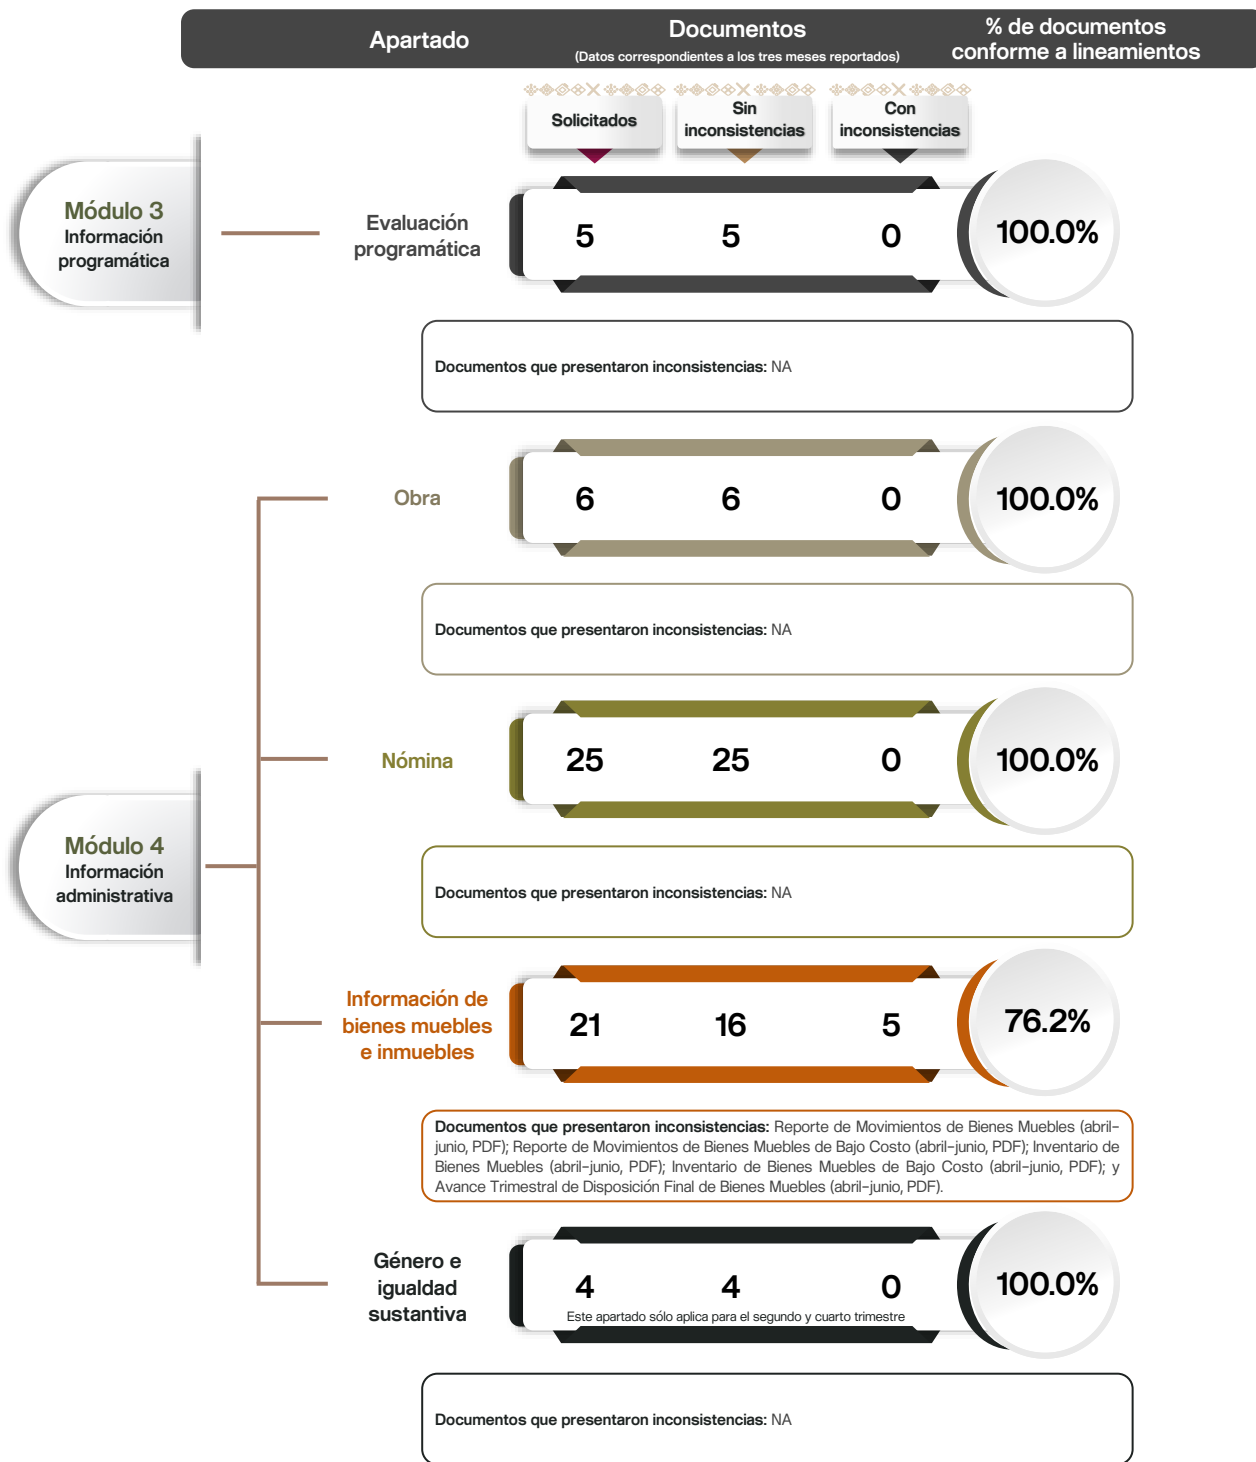 Apartado
Documentos
(Datos correspondientes a los tres meses reportados)
% de documentos
conforme a lineamientos
Solicitados
Sin
inconsistencias
Con
inconsistencias
Módulo 3
Información
programática
Evaluación
programática
5 5 0 100.0%
Documentos que presentaron inconsistencias: NA
Obra
6 6 0 100.0%
Documentos que presentaron inconsistencias: NA
Módulo 4
Información
administrativa
Nómina
25 25 0 100.0%
Documentos que presentaron inconsistencias: NA
Información de
bienes muebles
e inmuebles
21 16 5 76.2%
Documentos que presentaron inconsistencias: Reporte de Movimientos de Bienes Muebles (abril-
junio, PDF); Reporte de Movimientos de Bienes Muebles de Bajo Costo (abril-junio, PDF); Inventario de
Bienes Muebles (abril-junio, PDF); Inventario de Bienes Muebles de Bajo Costo (abril-junio, PDF); y
Avance Trimestral de Disposición Final de Bienes Muebles (abril-junio, PDF).
Género e
igualdad
sustantiva
4 4 0 100.0%
Este apartado sólo aplica para el segundo y cuarto trimestre
Documentos que presentaron inconsistencias: NA